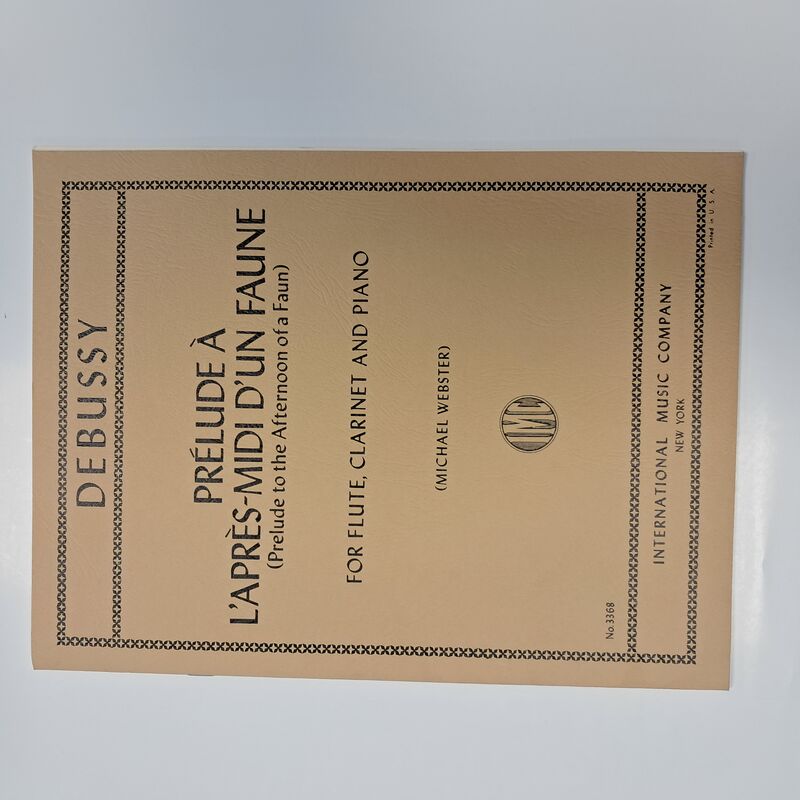 DEBUSSY
PRÉLUDE À
L'APRÈS-MIDI D'UN FAUNE
(Prelude to the Afternoon of a Faun)
FOR FLUTE, CLARINET AND PIANO
(MICHAEL WEBSTER)
IMC
No.3368
INTERNATIONAL MUSIC COMPANY
NEW YORK
Printed in U. S. A.